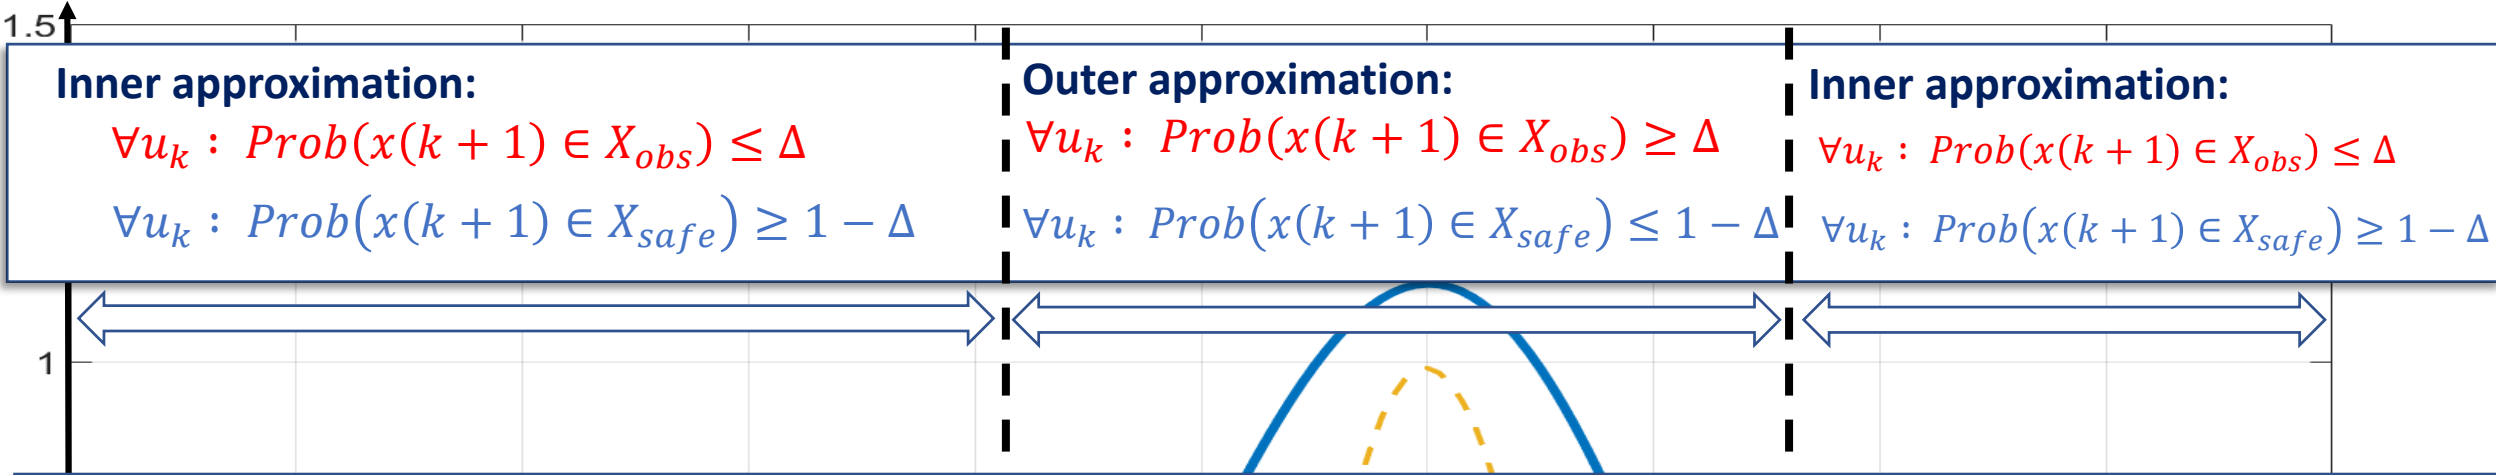 1.5
Inner approximation:
∀u_k : Prob(x(k + 1) ∈ X_obs) ≤ Δ
∀u_k : Prob(x(k + 1) ∈ X_safe) ≥ 1 − Δ
Outer approximation:
∀u_k : Prob(x(k + 1) ∈ X_obs) ≥ Δ
∀u_k : Prob(x(k + 1) ∈ X_safe) ≤ 1 − Δ
Inner approximation:
∀u_k : Prob(x(k + 1) ∈ X_obs) ≤ Δ
∀u_k : Prob(x(k + 1) ∈ X_safe) ≥ 1 − Δ
1